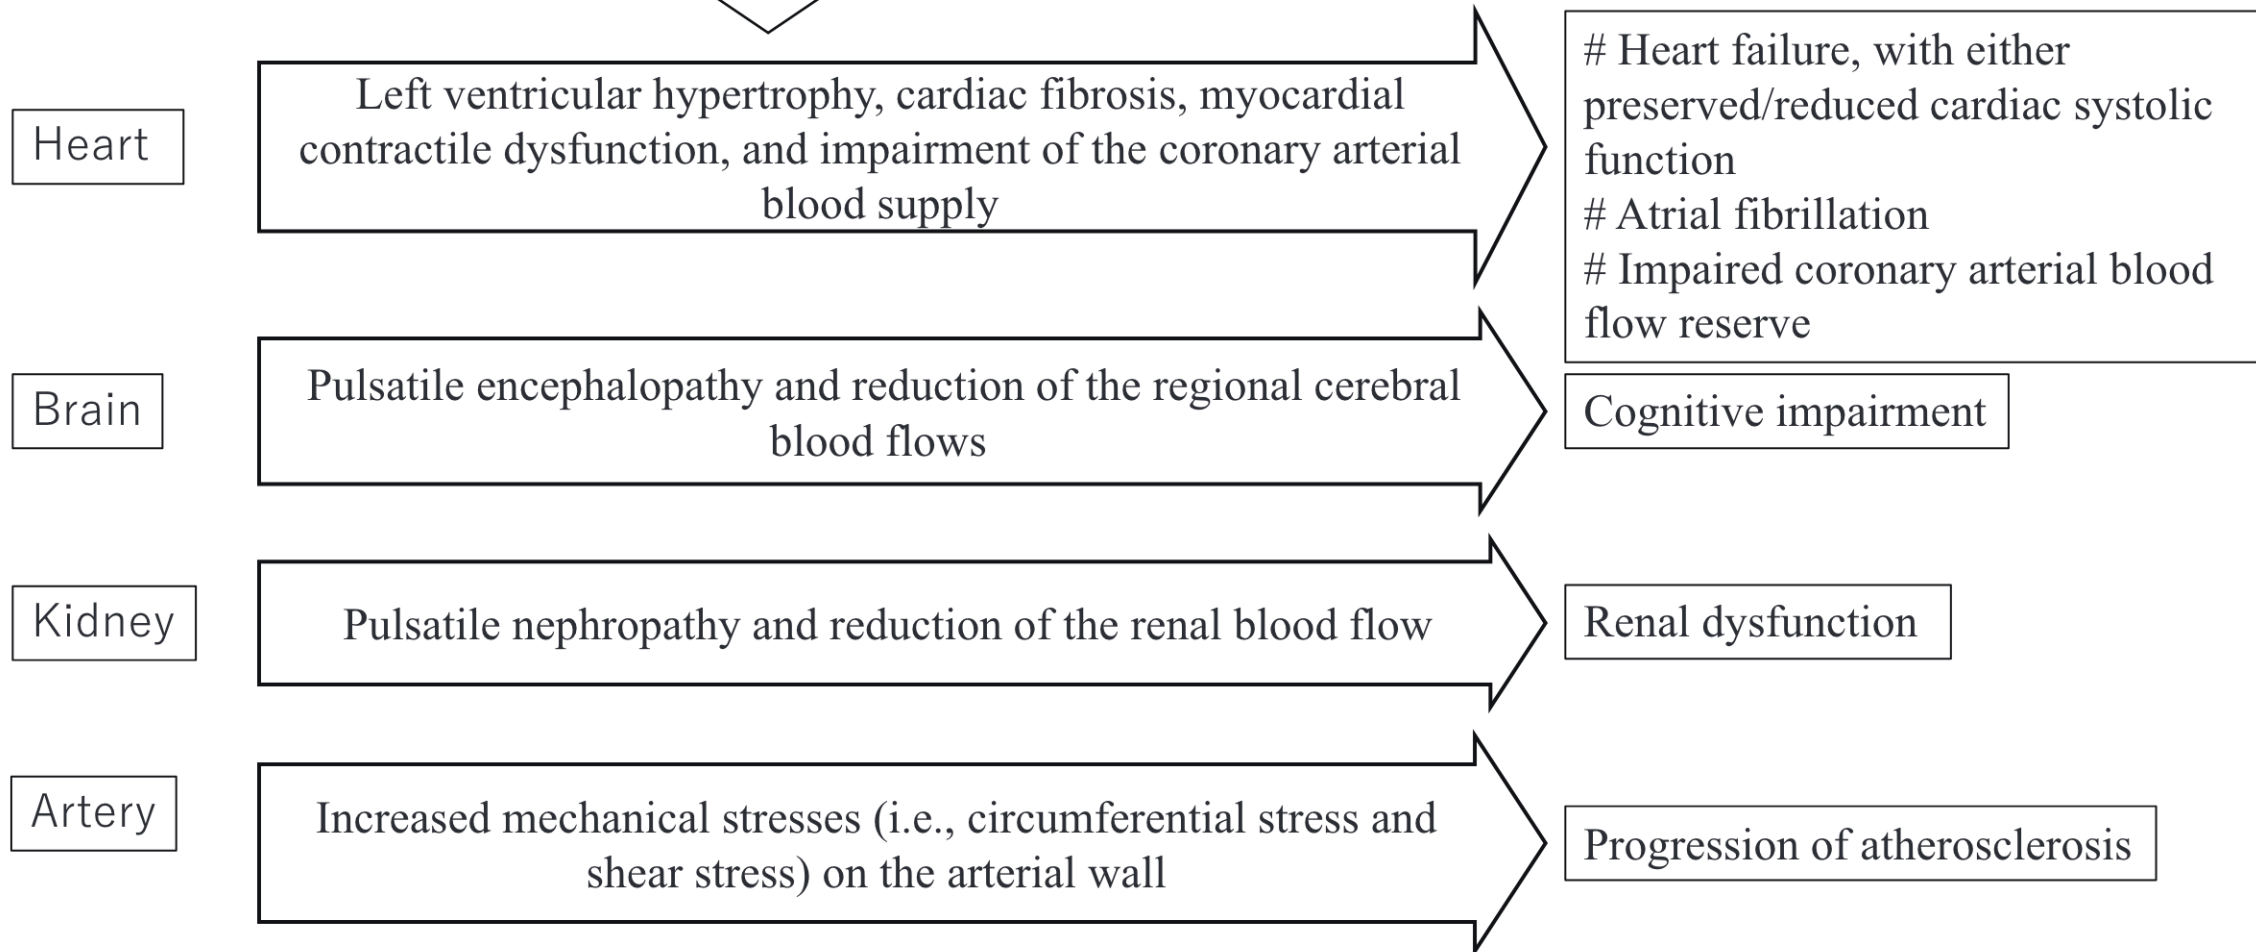 Heart
Left ventricular hypertrophy, cardiac fibrosis, myocardial
contractile dysfunction, and impairment of the coronary arterial
blood supply
# Heart failure, with either
preserved/reduced cardiac systolic
function
# Atrial fibrillation
# Impaired coronary arterial blood
flow reserve
Brain
Pulsatile encephalopathy and reduction of the regional cerebral
blood flows
Cognitive impairment
Kidney
Pulsatile nephropathy and reduction of the renal blood flow
Renal dysfunction
Artery
Increased mechanical stresses (i.e., circumferential stress and
shear stress) on the arterial wall
Progression of atherosclerosis